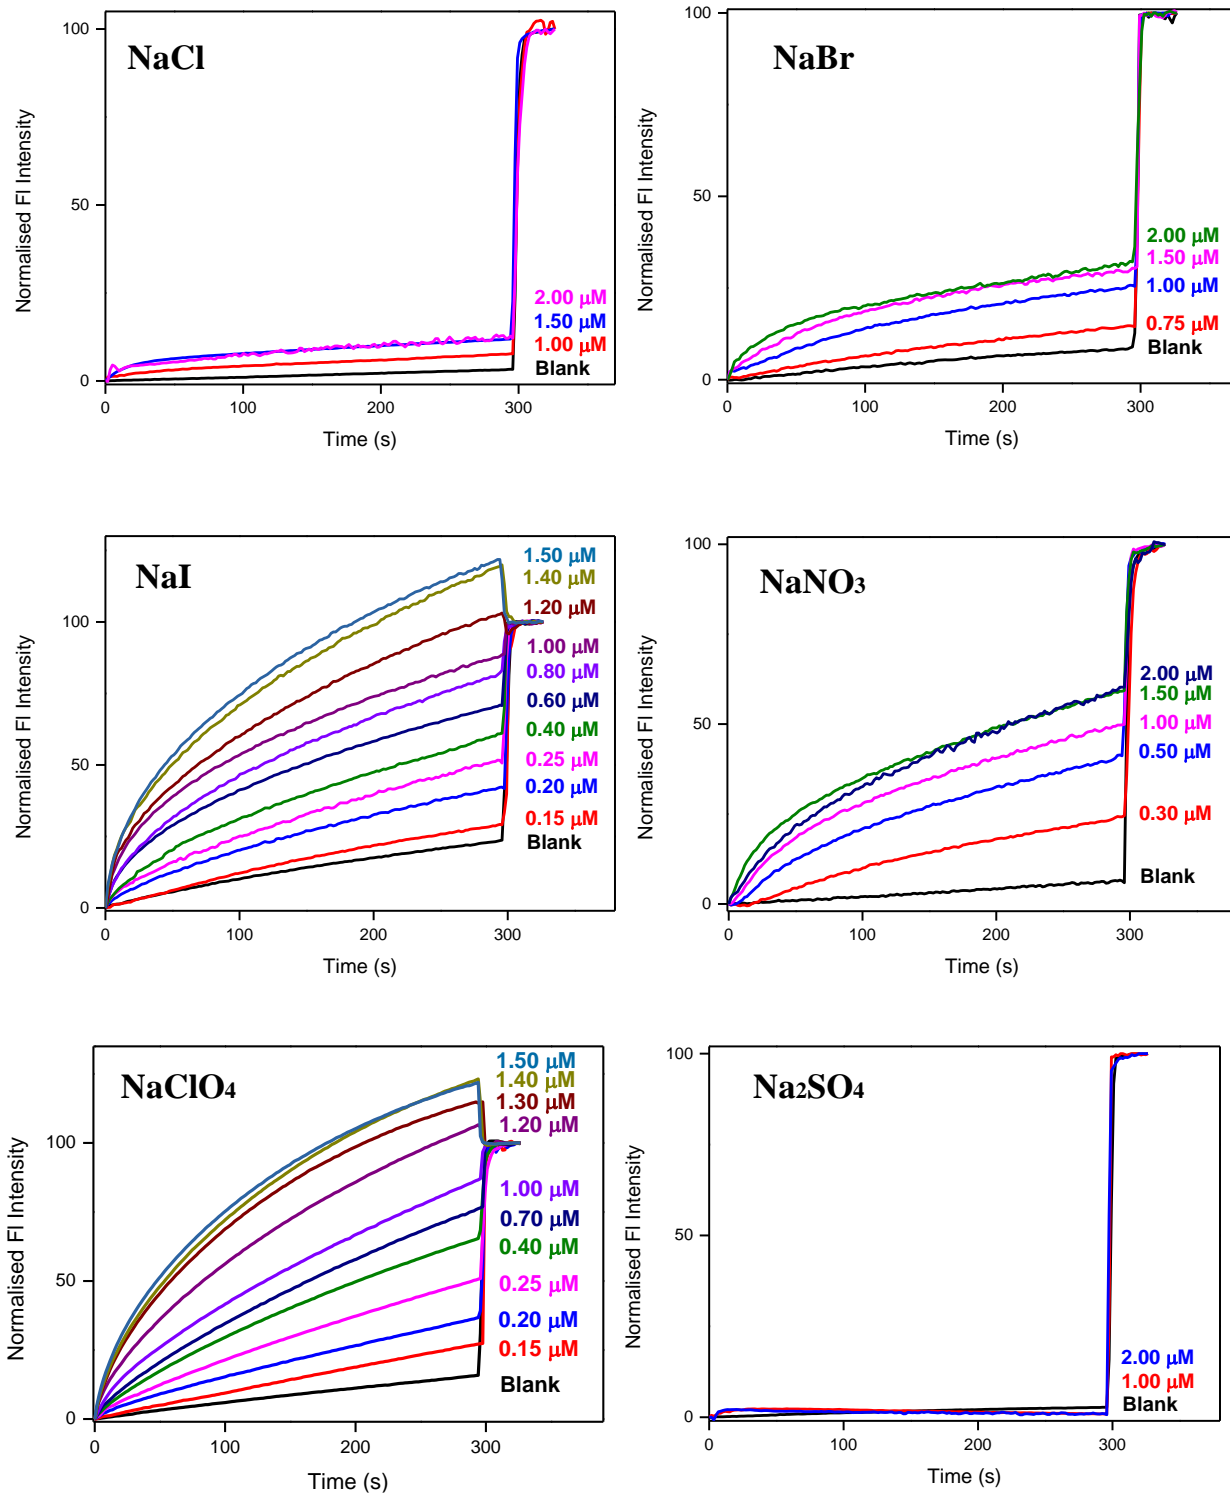 NaCl
Normalised FI Intensity
100
50
0
2.00 μM
1.50 μM
1.00 μM
Blank
0
100
200
300
Time (s)
NaBr
Normalised FI Intensity
100
50
0
2.00 μM
1.50 μM
1.00 μM
0.75 μM
Blank
0
100
200
300
Time (s)
NaI
Normalised FI Intensity
100
50
0
1.50 μM
1.40 μM
1.20 μM
1.00 μM
0.80 μM
0.60 μM
0.40 μM
0.25 μM
0.20 μM
0.15 μM
Blank
0
100
200
300
Time (s)
NaNO3
Normalised FI Intensity
100
50
0
2.00 μM
1.50 μM
1.00 μM
0.50 μM
0.30 μM
Blank
0
100
200
300
Time (s)
NaClO4
Normalised FI Intensity
100
50
0
1.50 μM
1.40 μM
1.30 μM
1.20 μM
1.00 μM
0.70 μM
0.40 μM
0.25 μM
0.20 μM
0.15 μM
Blank
0
100
200
300
Time (s)
Na2SO4
Normalised FI Intensity
100
50
0
2.00 μM
1.00 μM
Blank
0
100
200
300
Time (s)